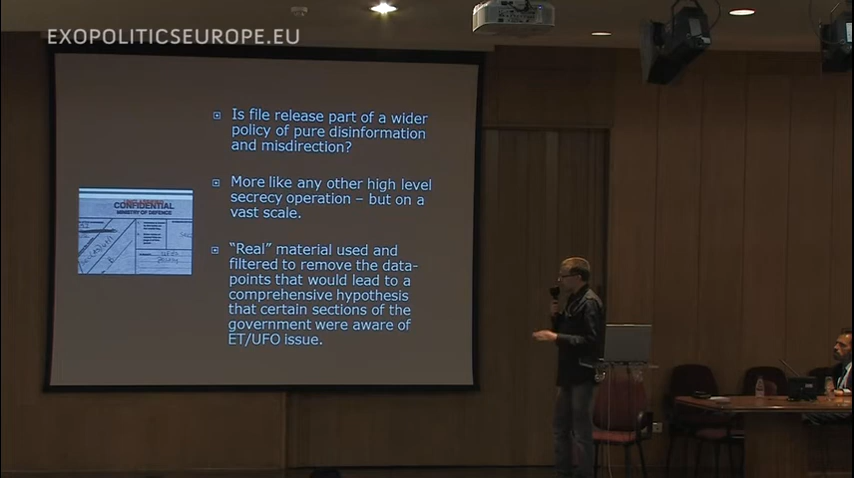 EXOPOLITICSEUROPE.EU
Is file release part of a wider
policy of pure disinformation
and misdirection?
More like any other high level
secrecy operation – but on a
vast scale.
“Real” material used and
filtered to remove the data-
points that would lead to a
comprehensive hypothesis
that certain sections of the
government were aware of
ET/UFO issue.
CONFIDENTIAL
MINISTRY OF DEFENCE